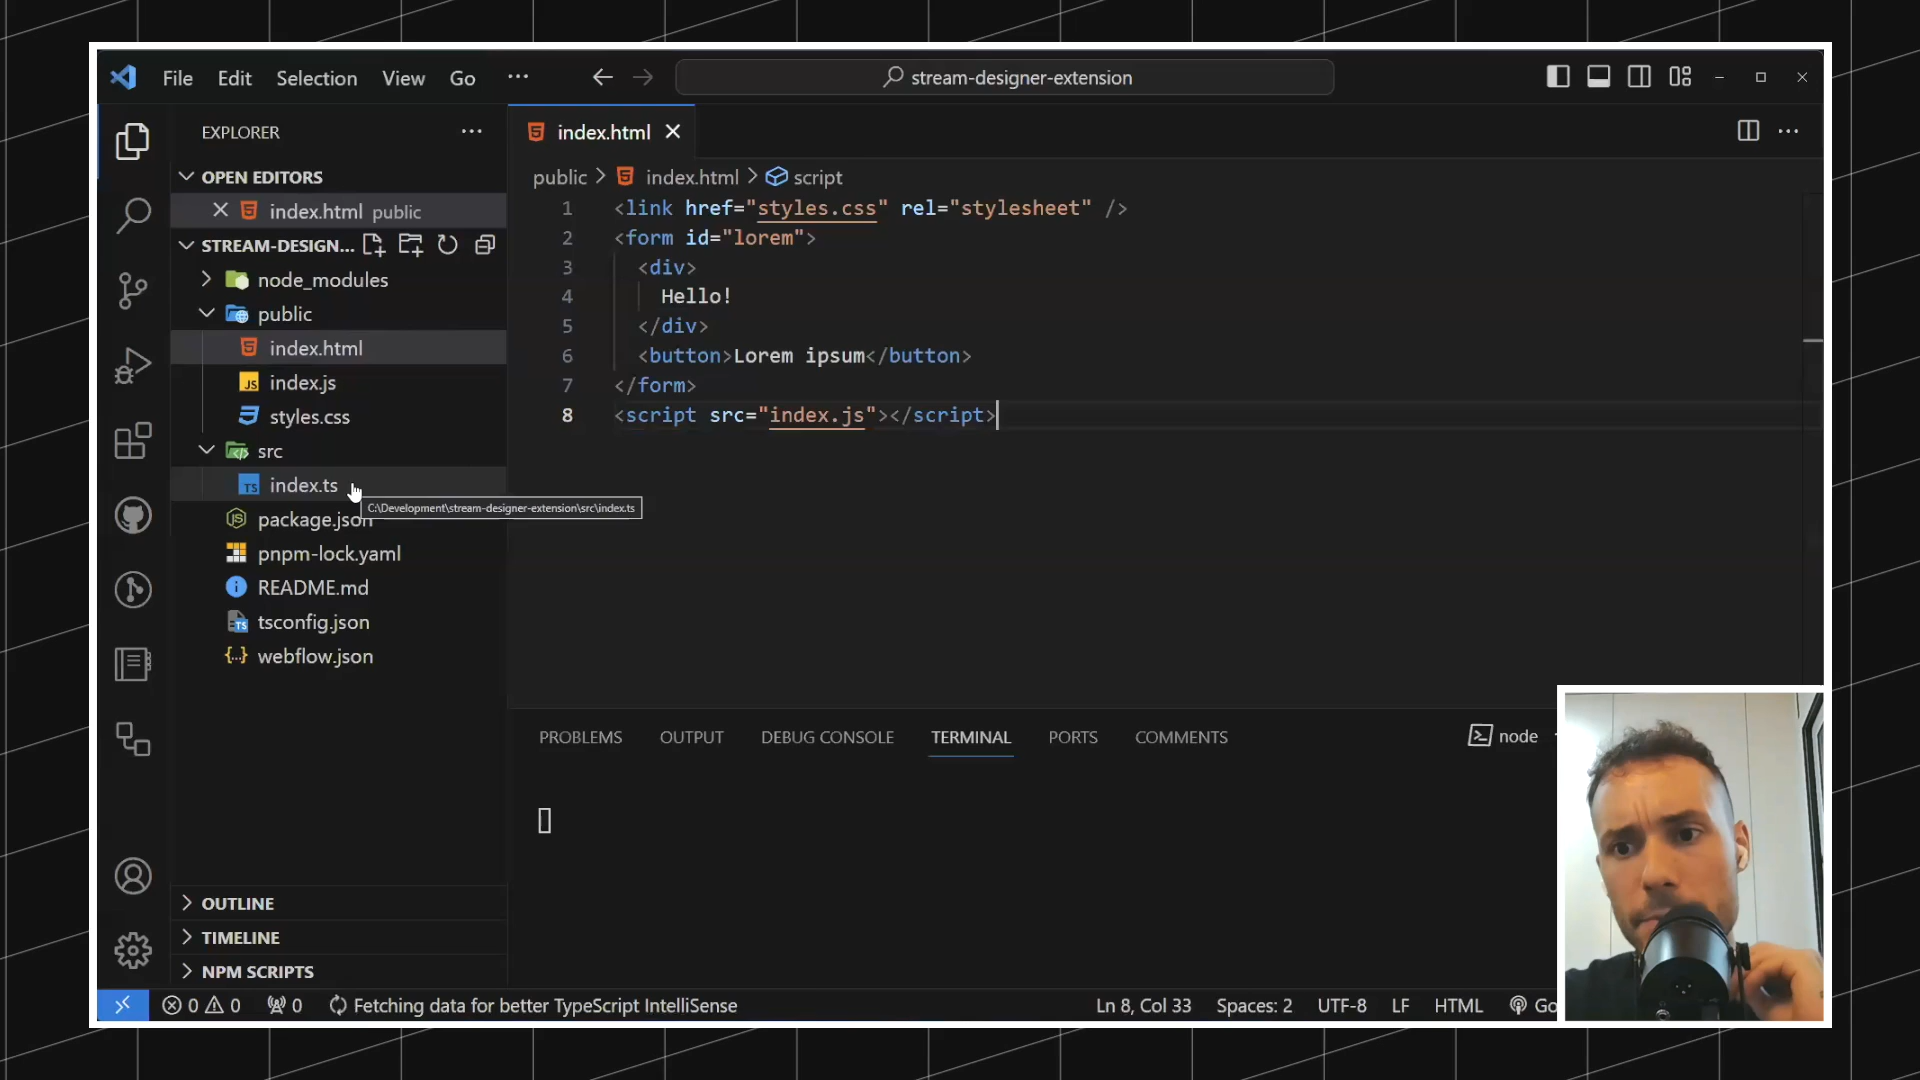 File Edit Selection View Go ··· stream-designer-extension
EXPLORER
OPEN EDITORS
index.html public
STREAM-DESIGN...
node_modules
public
index.html
index.js
styles.css
src
index.ts
C:\Development\stream-designer-extension\src\index.ts
package.json
pnpm-lock.yaml
README.md
tsconfig.json
webflow.json
OUTLINE
TIMELINE
NPM SCRIPTS
index.html
public > index.html > script
1 <link href="styles.css" rel="stylesheet" />
2 <form id="lorem">
3 <div>
4 Hello!
5 </div>
6 <button>Lorem ipsum</button>
7 </form>
8 <script src="index.js"></script>
PROBLEMS OUTPUT DEBUG CONSOLE TERMINAL PORTS COMMENTS node
0 0 0 Fetching data for better TypeScript IntelliSense Ln 8, Col 33 Spaces: 2 UTF-8 LF HTML Go